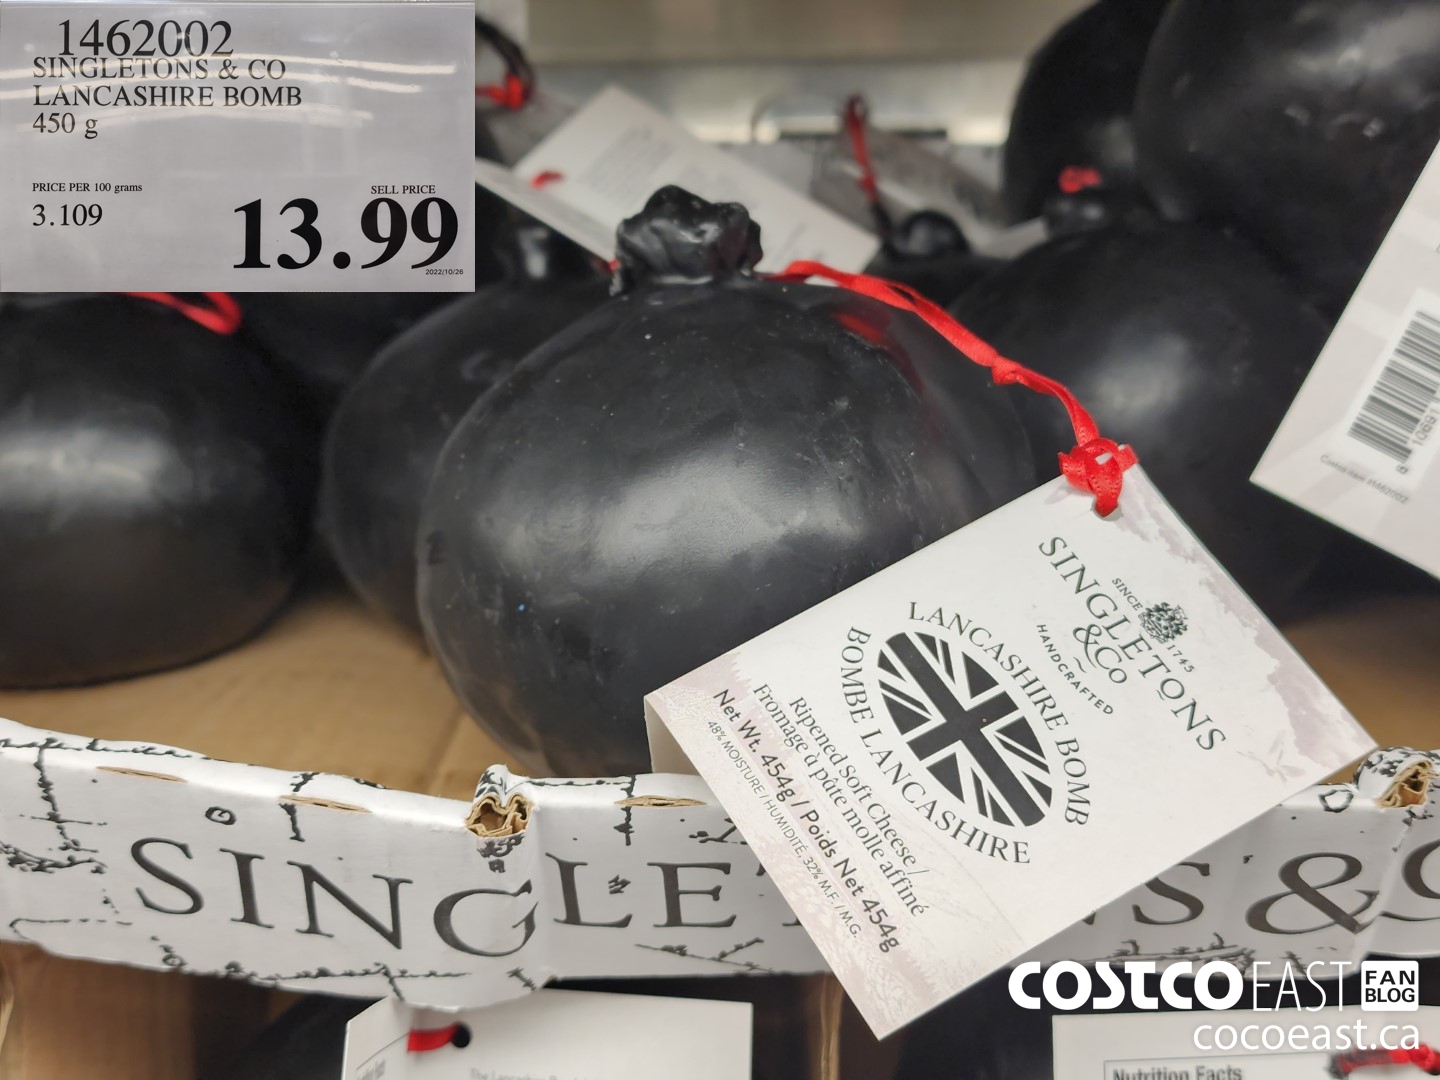 1462002
SINGLETONS & CO
LANCASHIRE BOMB
450 g
PRICE PER 100 grams
3.109
SELL PRICE
13.99
2022/10/26
SINGLETONS
&CO
SINCE 1745
HANDCRAFTED
LANCASHIRE BOMB
BOMBE LANCASHIRE
Ripened Soft Cheese/
Fromage à pâte molle affiné
Net Wt. 454g / Poids Net 454g
48% MOISTURE / HUMIDITÉ, 32% M.F. / M.G.
SINGLE
S &
COSTCO EAST FAN BLOG
cocoeast.ca
Nutrition Facts